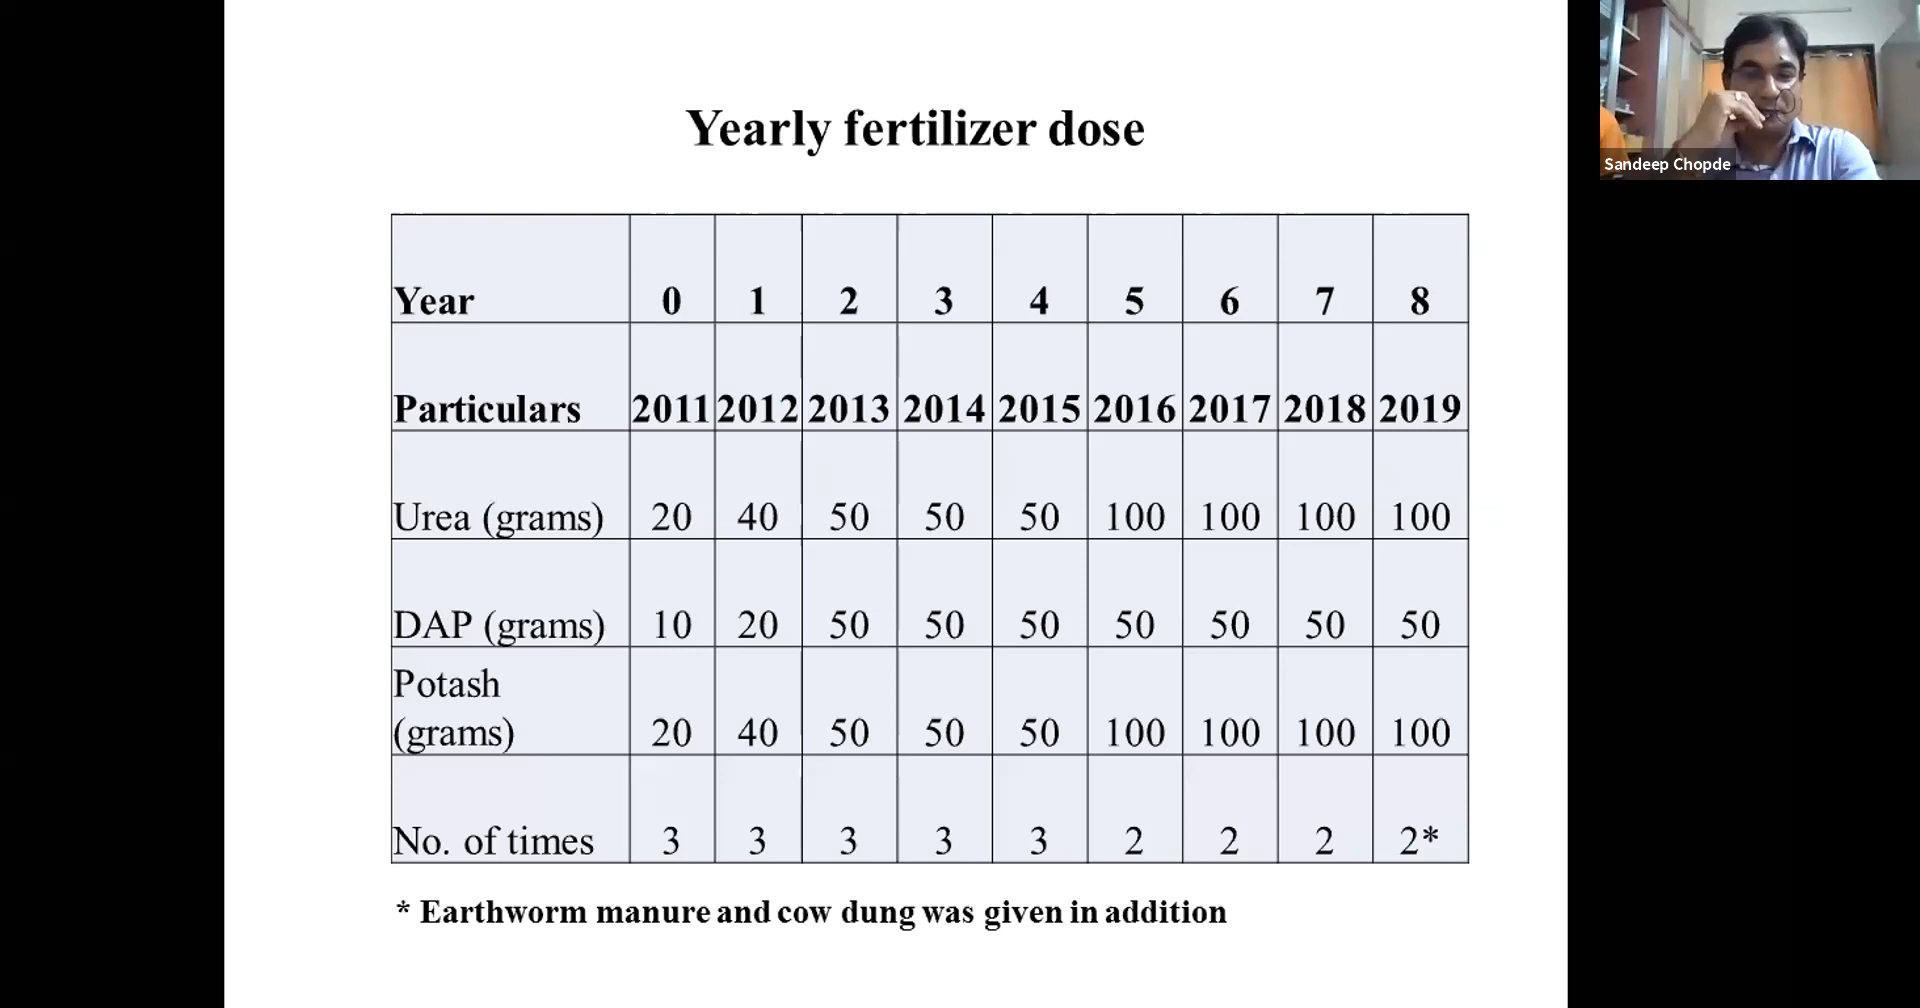 Yearly fertilizer dose
Sandeep Chopde
Year 0 1 2 3 4 5 6 7 8
Particulars 2011 2012 2013 2014 2015 2016 2017 2018 2019
Urea (grams) 20 40 50 50 50 100 100 100 100
DAP (grams) 10 20 50 50 50 50 50 50 50
Potash
(grams) 20 40 50 50 50 100 100 100 100
No. of times 3 3 3 3 3 2 2 2 2*
* Earthworm manure and cow dung was given in addition